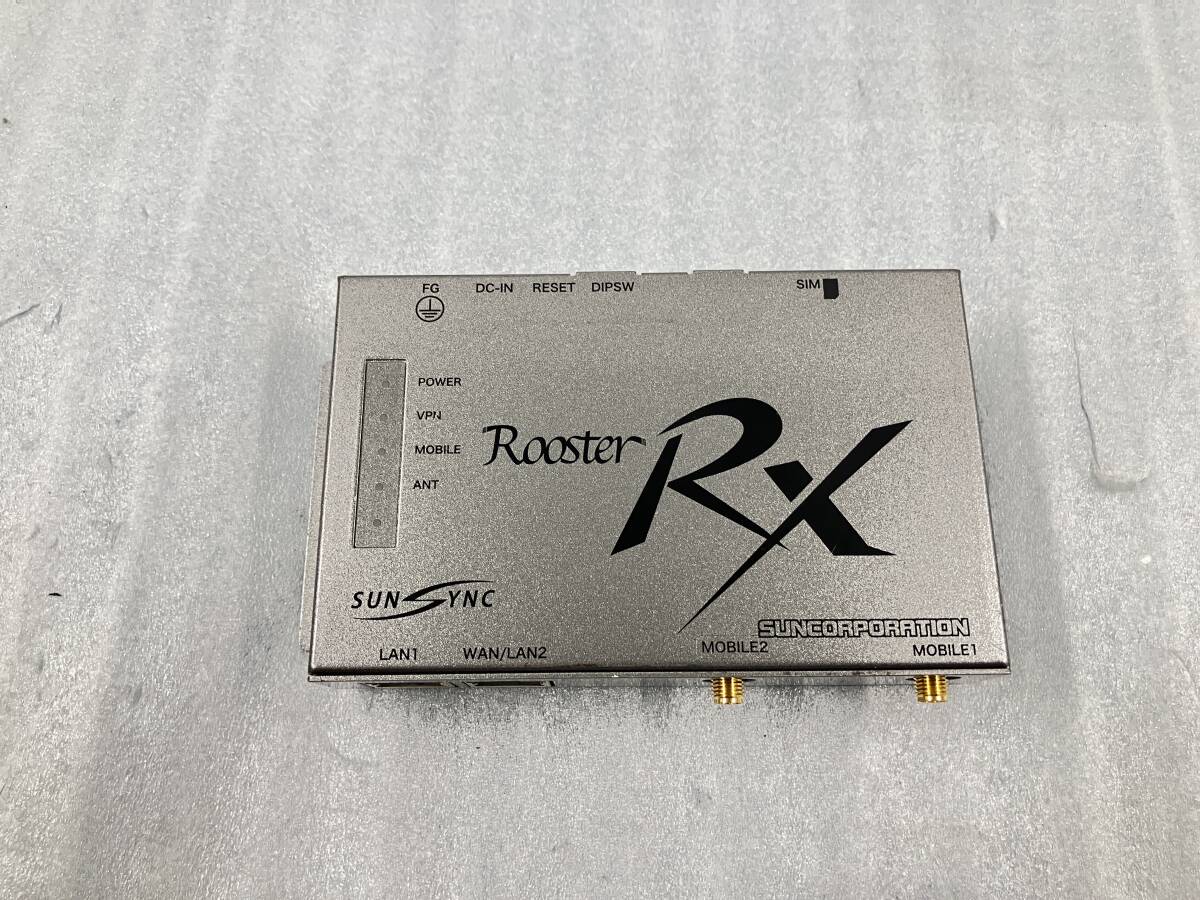 FG DC-IN RESET DIPSW SIM
POWER
VPN
MOBILE
ANT
Rooster RX
SUNSYNC
SUNCORPORATION
LAN1 WAN/LAN2 MOBILE2 MOBILE1